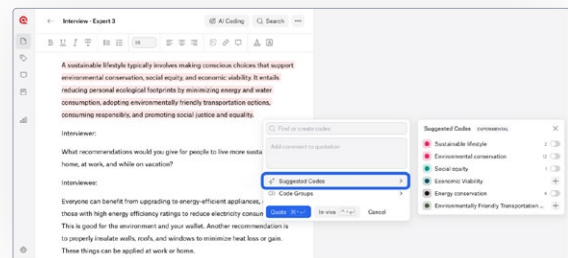 Interview - Expert 3
AI Coding
Search
B U I
14
A sustainable lifestyle typically involves making conscious choices that support
environmental conservation, social equity, and economic viability. It entails
reducing personal ecological footprints by minimizing energy and water
consumption, adopting environmentally friendly transportation options,
consuming responsibly, and promoting social justice and equality.
Interviewer:
What recommendations would you give for people to live more susta
home, at work, and while on vacation?
Interviewee:
Everyone can benefit from upgrading to energy-efficient appliances,
those with high energy efficiency ratings to reduce electricity consun
This is good for the environment and your wallet. Another recommendation is
to properly insulate walls, roofs, and windows to minimize heat loss or gain.
These things can be applied at work or home.
Find or create codes
Add comment to quotation
Suggested Codes
Code Groups
Quote
In-vivo
Cancel
Suggested Codes EXPERIMENTAL
Sustainable lifestyle 2
Environmental conservation 12
Social equity 1
Economic Viability
Energy conservation 4
Environmentally Friendly Transportation ...